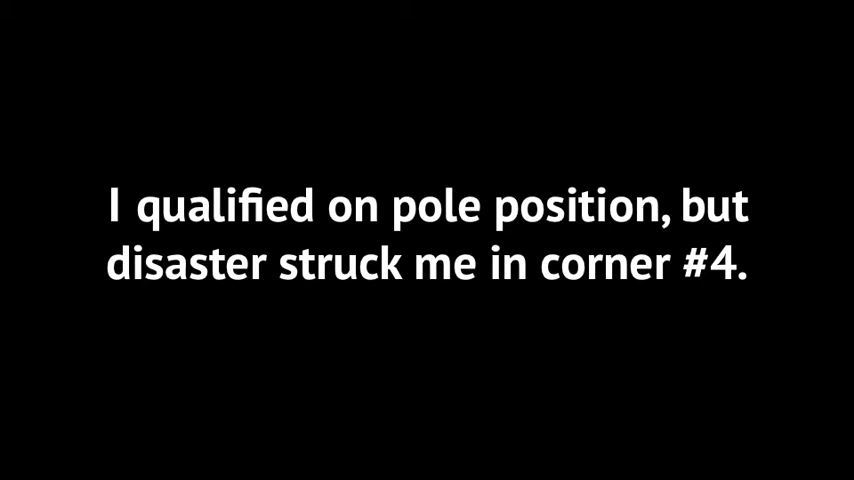 I qualified on pole position, but
disaster struck me in corner #4.